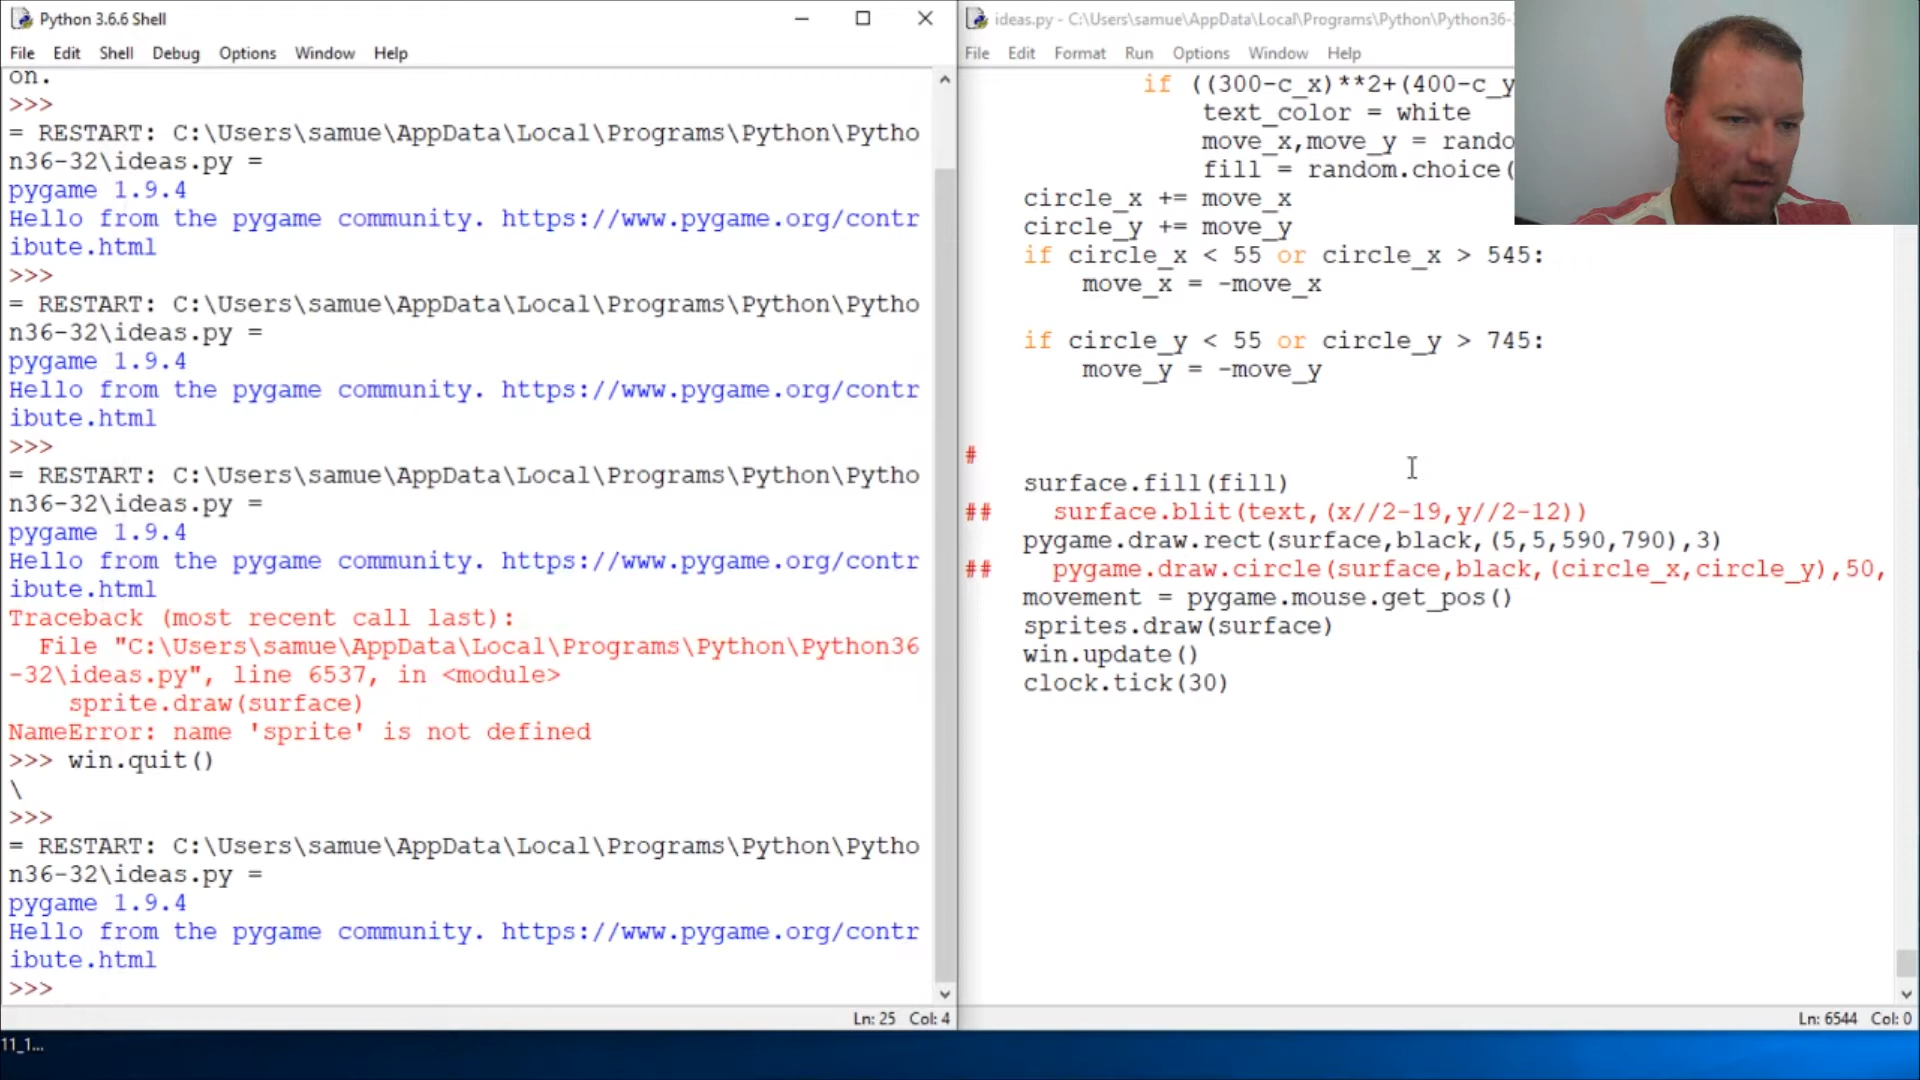 Python 3.6.6 Shell
File Edit Shell Debug Options Window Help
on.
>>>
= RESTART: C:\Users\samue\AppData\Local\Programs\Python\Pytho
n36-32\ideas.py =
pygame 1.9.4
Hello from the pygame community. https://www.pygame.org/contr
ibute.html
>>>
= RESTART: C:\Users\samue\AppData\Local\Programs\Python\Pytho
n36-32\ideas.py =
pygame 1.9.4
Hello from the pygame community. https://www.pygame.org/contr
ibute.html
>>>
= RESTART: C:\Users\samue\AppData\Local\Programs\Python\Pytho
n36-32\ideas.py =
pygame 1.9.4
Hello from the pygame community. https://www.pygame.org/contr
ibute.html
Traceback (most recent call last):
  File "C:\Users\samue\AppData\Local\Programs\Python\Python36
-32\ideas.py", line 6537, in <module>
    sprite.draw(surface)
NameError: name 'sprite' is not defined
>>> win.quit()
\
>>>
= RESTART: C:\Users\samue\AppData\Local\Programs\Python\Pytho
n36-32\ideas.py =
pygame 1.9.4
Hello from the pygame community. https://www.pygame.org/contr
ibute.html
>>>
Ln: 25 Col: 4
ideas.py - C:\Users\samue\AppData\Local\Programs\Python\Python36-
File Edit Format Run Options Window Help
if ((300-c_x)**2+(400-c_y
text_color = white
move_x,move_y = rando
fill = random.choice(
circle_x += move_x
circle_y += move_y
if circle_x < 55 or circle_x > 545:
    move_x = -move_x
if circle_y < 55 or circle_y > 745:
    move_y = -move_y
#
surface.fill(fill)
##    surface.blit(text,(x//2-19,y//2-12))
pygame.draw.rect(surface,black,(5,5,590,790),3)
##    pygame.draw.circle(surface,black,(circle_x,circle_y),50,
movement = pygame.mouse.get_pos()
sprites.draw(surface)
win.update()
clock.tick(30)
Ln: 6544 Col: 0
11_1...